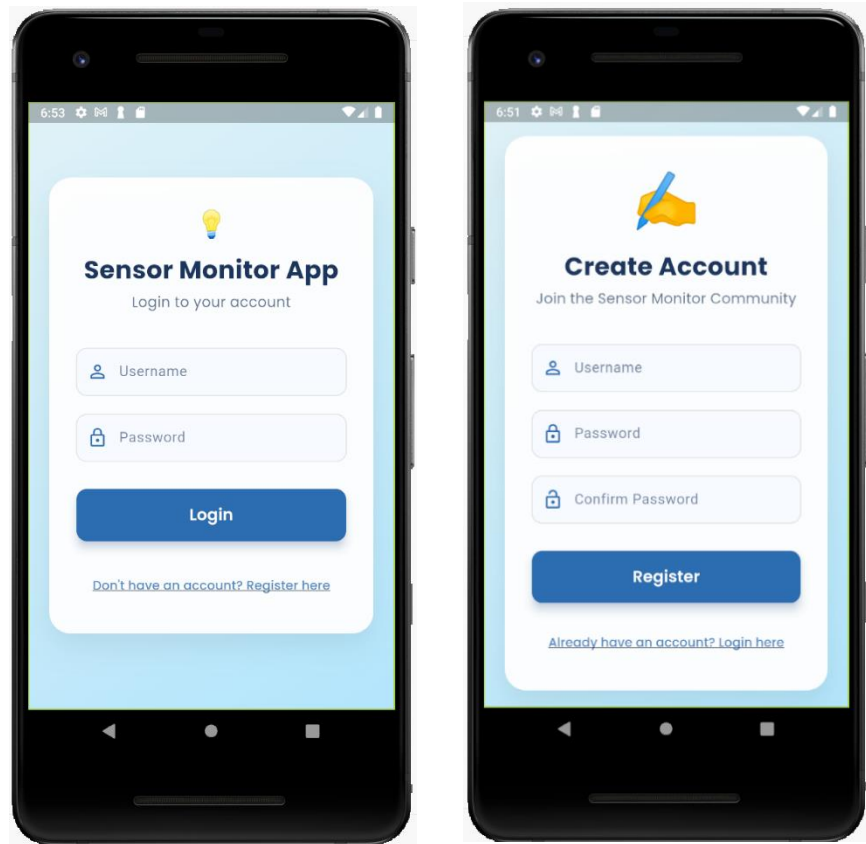 6:53
Sensor Monitor App
Login to your account
Username
Password
Login
Don't have an account? Register here
6:51
Create Account
Join the Sensor Monitor Community
Username
Password
Confirm Password
Register
Already have an account? Login here